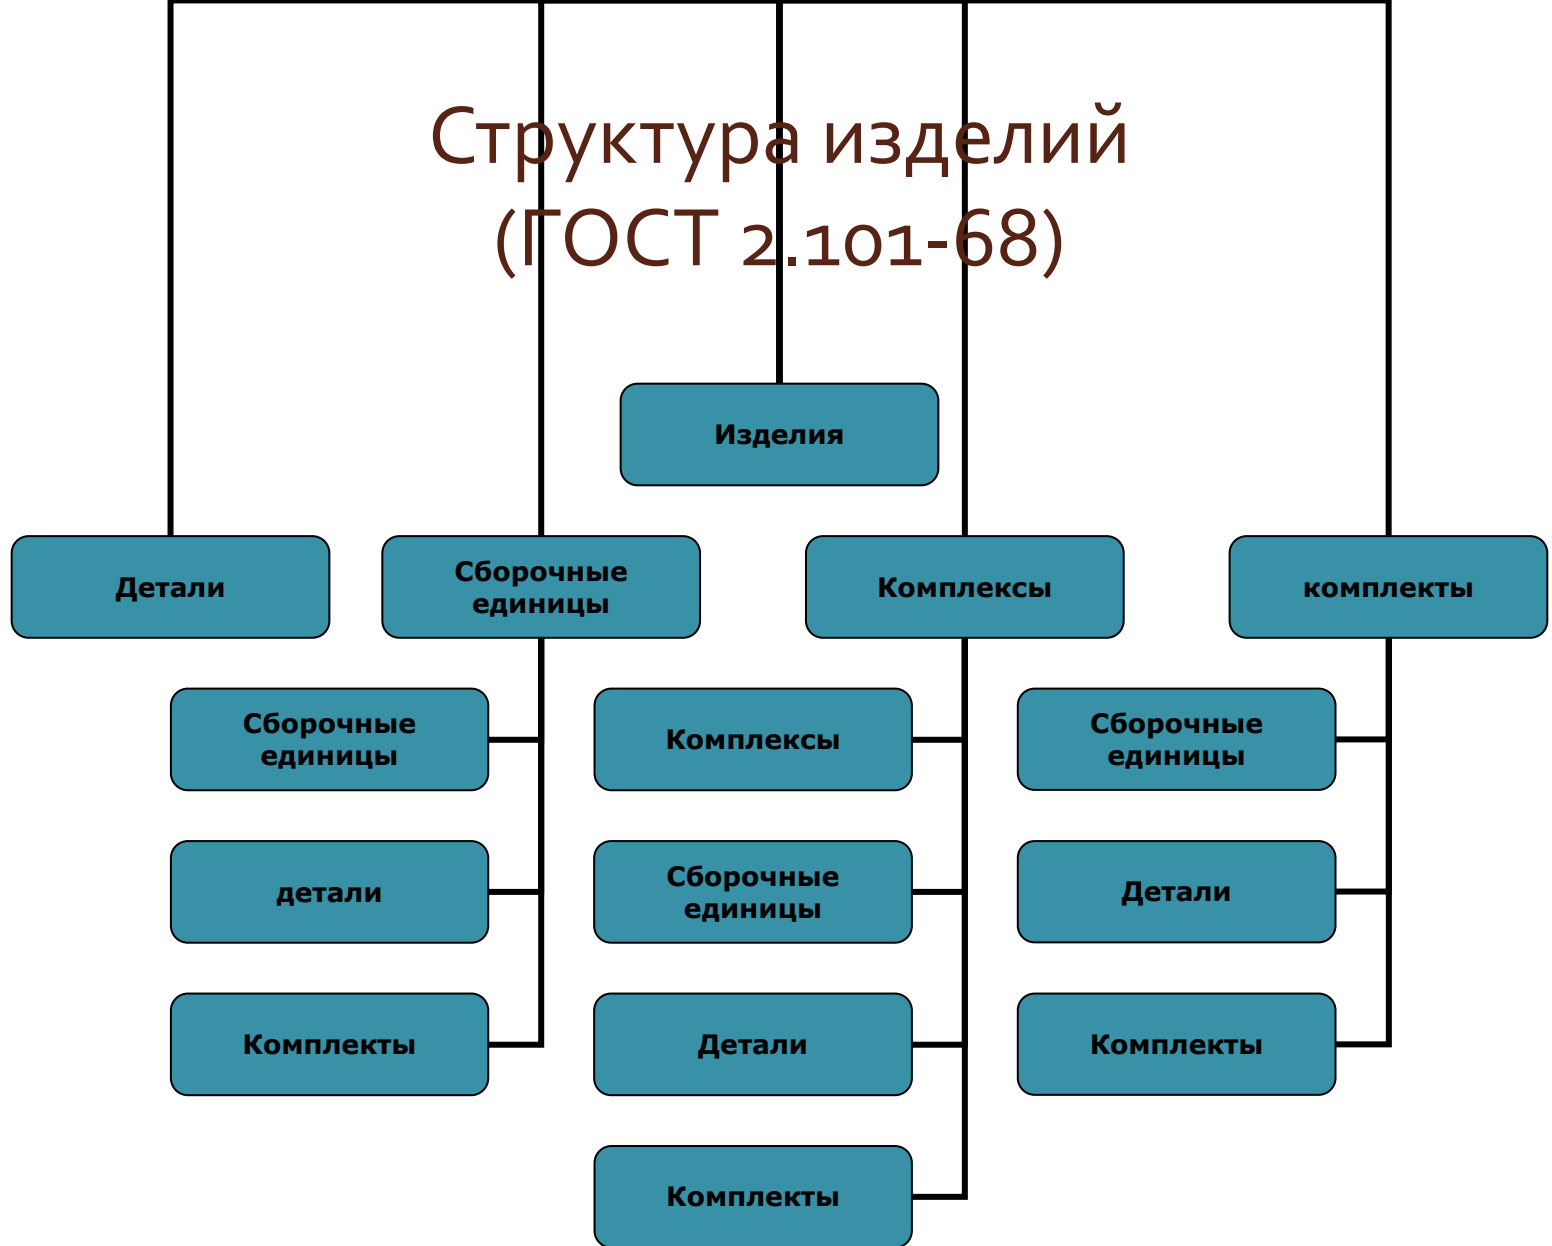 Структура изделий
(ГОСТ 2.101-68)
Изделия
Детали
Сборочные
единицы
Комплексы
комплекты
Сборочные
единицы
Комплексы
Сборочные
единицы
детали
Сборочные
единицы
Детали
Комплекты
Детали
Комплекты
Комплекты